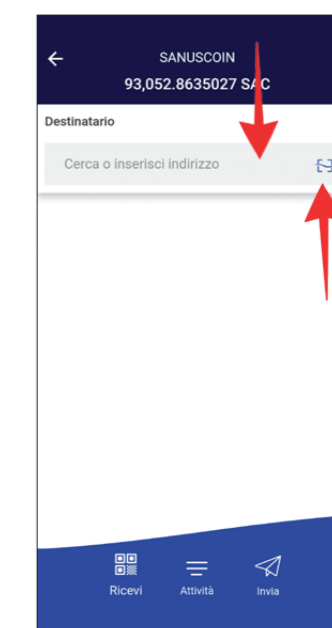 SANUSCOIN
93,052.8635027 SAC
Destinatario
Cerca o inserisci indirizzo
Ricevi
Attività
Invia